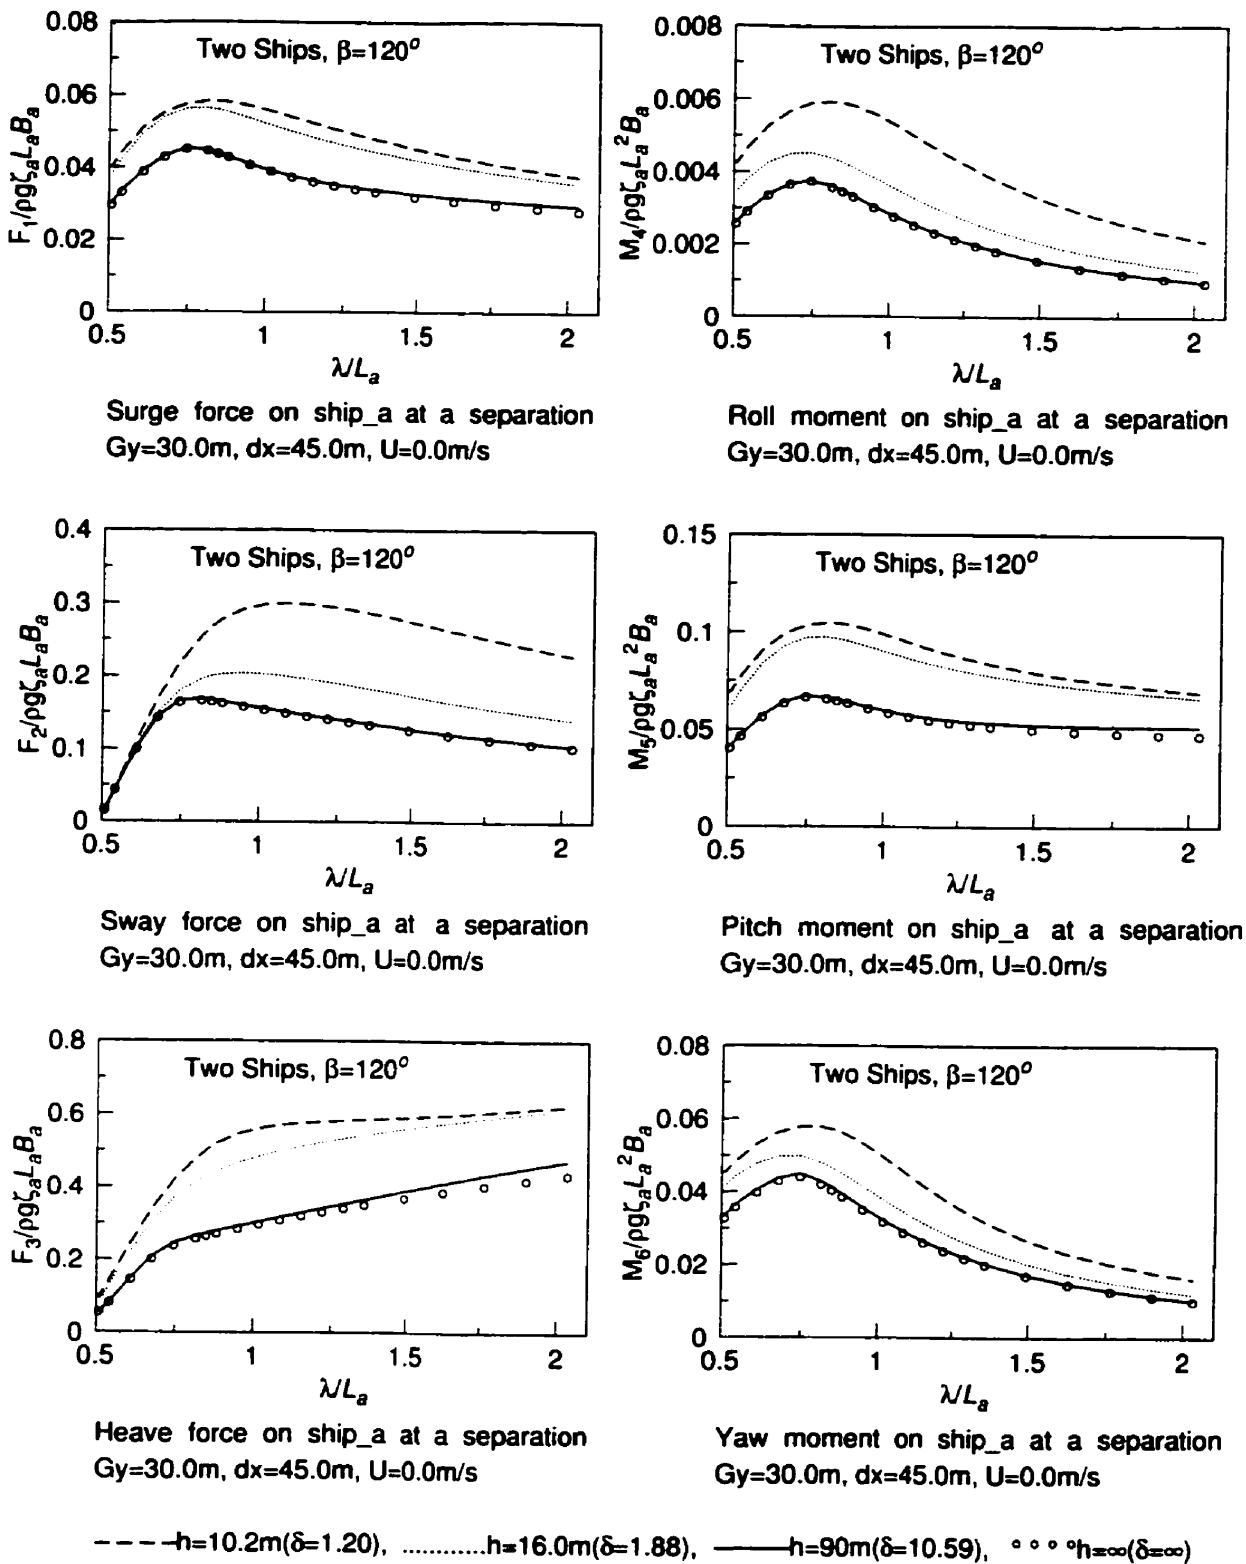 Two Ships, β=120°
F₁/ρgζₐLₐBₐ
0.08
0.06
0.04
0.02
0
0.5
1
1.5
2
λ/Lₐ
Surge force on ship_a at a separation
Gy=30.0m, dx=45.0m, U=0.0m/s
Two Ships, β=120°
M₄/ρgζₐLₐ²Bₐ
0.008
0.006
0.004
0.002
0
0.5
1
1.5
2
λ/Lₐ
Roll moment on ship_a at a separation
Gy=30.0m, dx=45.0m, U=0.0m/s
Two Ships, β=120°
F₂/ρgζₐLₐBₐ
0.4
0.3
0.2
0.1
0
0.5
1
1.5
2
λ/Lₐ
Sway force on ship_a at a separation
Gy=30.0m, dx=45.0m, U=0.0m/s
Two Ships, β=120°
M₅/ρgζₐLₐ²Bₐ
0.15
0.1
0.05
0
0.5
1
1.5
2
λ/Lₐ
Pitch moment on ship_a at a separation
Gy=30.0m, dx=45.0m, U=0.0m/s
Two Ships, β=120°
F₃/ρgζₐLₐBₐ
0.8
0.6
0.4
0.2
0
0.5
1
1.5
2
λ/Lₐ
Heave force on ship_a at a separation
Gy=30.0m, dx=45.0m, U=0.0m/s
Two Ships, β=120°
M₆/ρgζₐLₐ²Bₐ
0.08
0.06
0.04
0.02
0
0.5
1
1.5
2
λ/Lₐ
Yaw moment on ship_a at a separation
Gy=30.0m, dx=45.0m, U=0.0m/s
h=10.2m(δ=1.20), h=16.0m(δ=1.88), h=90m(δ=10.59), h=∞(δ=∞)